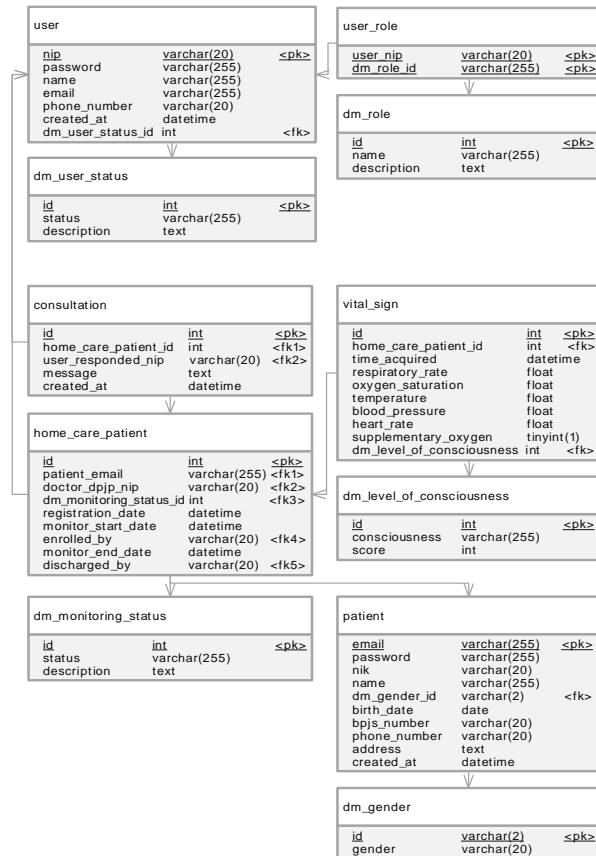 user
nip varchar(20) <pk>
password varchar(255)
name varchar(255)
email varchar(255)
phone_number varchar(20)
created_at datetime
dm_user_status_id int <fk>
user_role
user_nip varchar(20) <pk>
dm_role_id varchar(255) <pk>
dm_role
id int <pk>
name varchar(255)
description text
dm_user_status
id int <pk>
status varchar(255)
description text
consultation
id int <pk>
home_care_patient_id int <fk1>
user_responded_nip varchar(20) <fk2>
message text
created_at datetime
vital_sign
id int <pk>
home_care_patient_id int <fk>
time_acquired datetime
respiratory_rate float
oxygen_saturation float
temperature float
blood_pressure float
heart_rate float
supplementary_oxygen tinyint(1)
dm_level_of_consciousness int <fk>
home_care_patient
id int <pk>
patient_email varchar(255) <fk1>
doctor_dpjp_nip varchar(20) <fk2>
dm_monitoring_status_id int <fk3>
registration_date datetime
monitor_start_date datetime
enrolled_by varchar(20) <fk4>
monitor_end_date datetime
discharged_by varchar(20) <fk5>
dm_level_of_consciousness
id int <pk>
consciousness varchar(255)
score int
dm_monitoring_status
id int <pk>
status varchar(255)
description text
patient
email varchar(255) <pk>
password varchar(255)
nik varchar(20)
name varchar(255)
dm_gender_id varchar(2) <fk>
birth_date date
bpjs_number varchar(20)
phone_number varchar(20)
address text
created_at datetime
dm_gender
id varchar(2) <pk>
gender varchar(20)